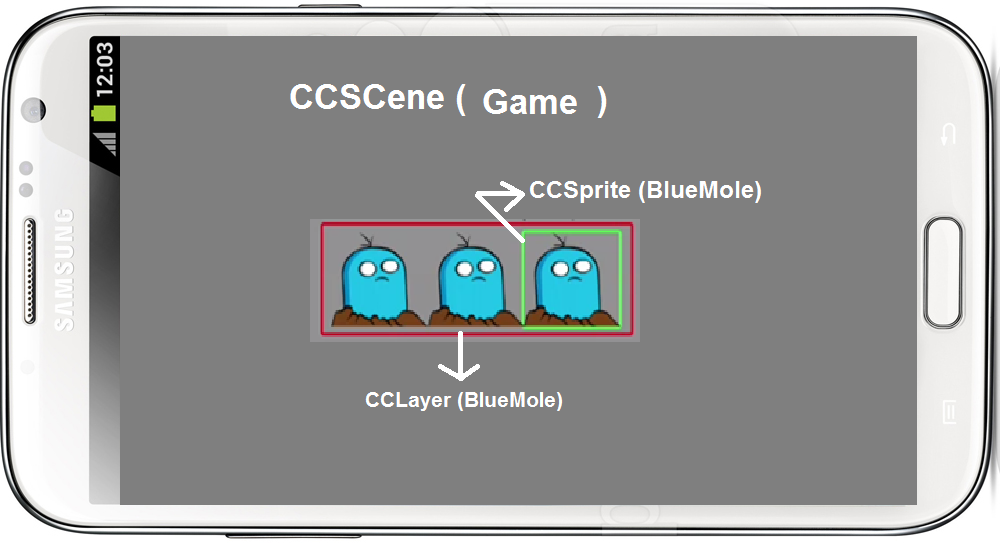 12:03
SAMSUNG
CCSCene ( Game )
CCSprite (BlueMole)
CCLayer (BlueMole)